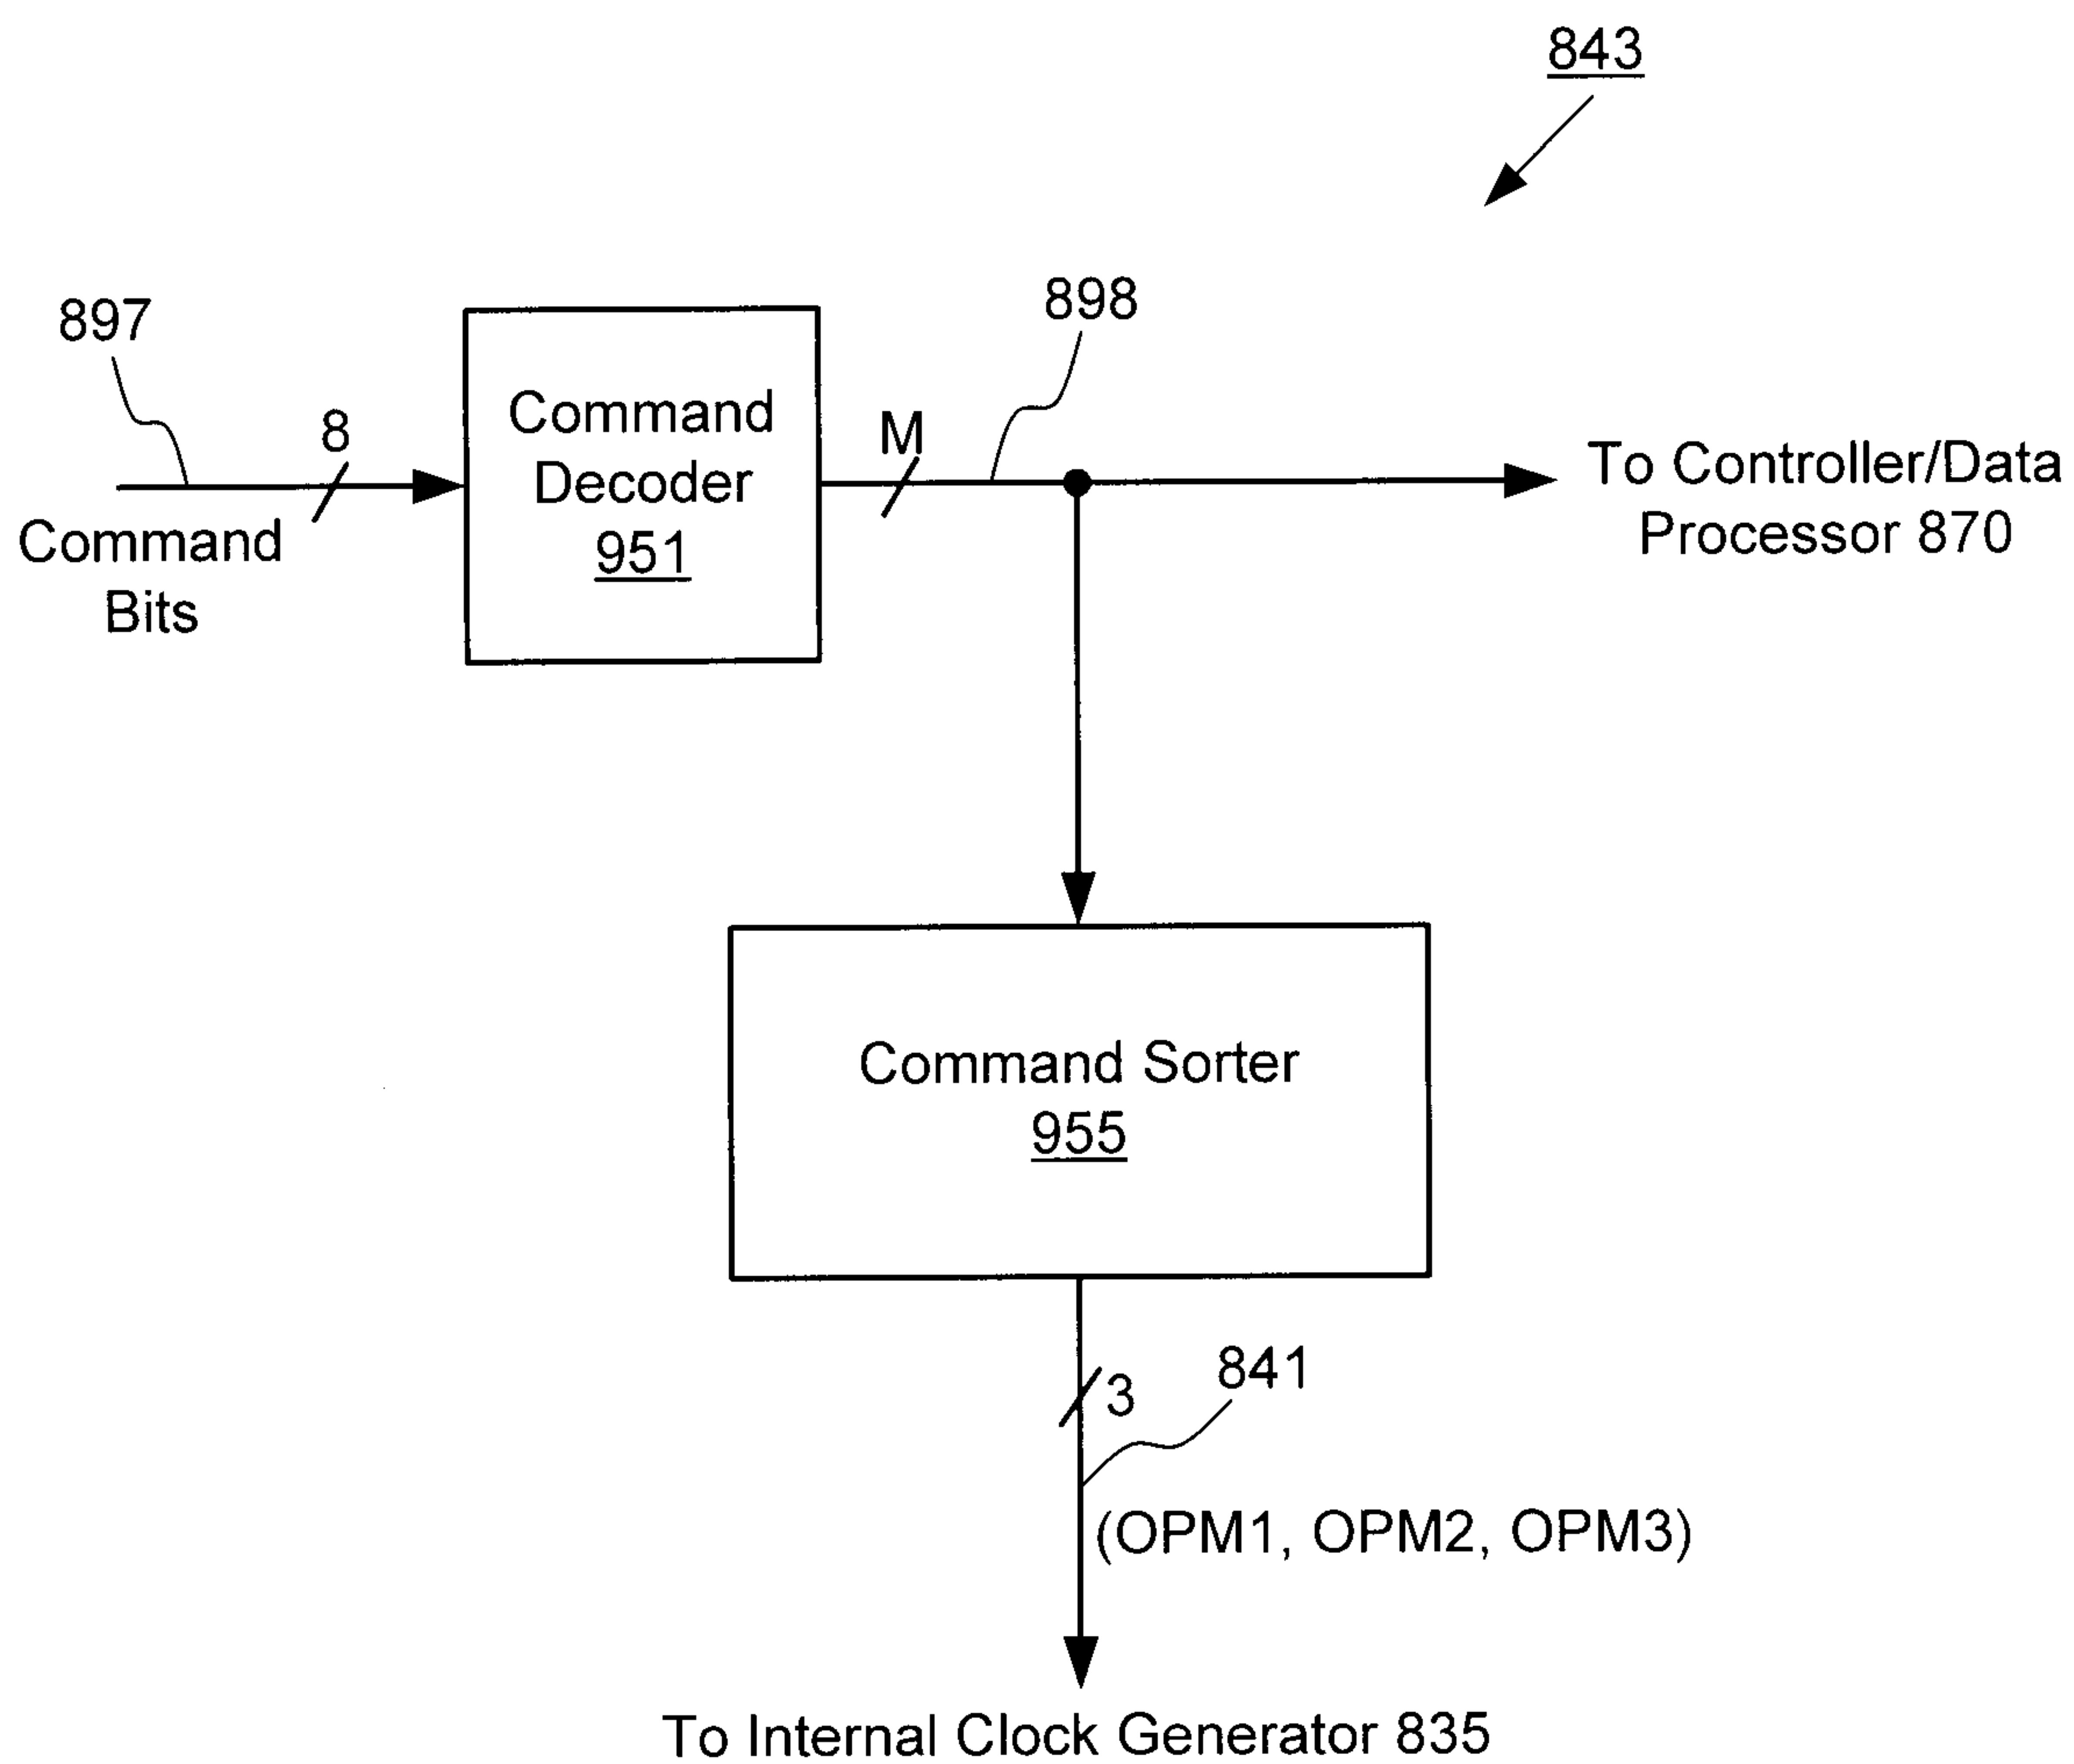 843
897
898
8
M
Command
Decoder
951
To Controller/Data
Processor 870
Command
Bits
Command Sorter
955
3
841
(OPM1, OPM2, OPM3)
To Internal Clock Generator 835